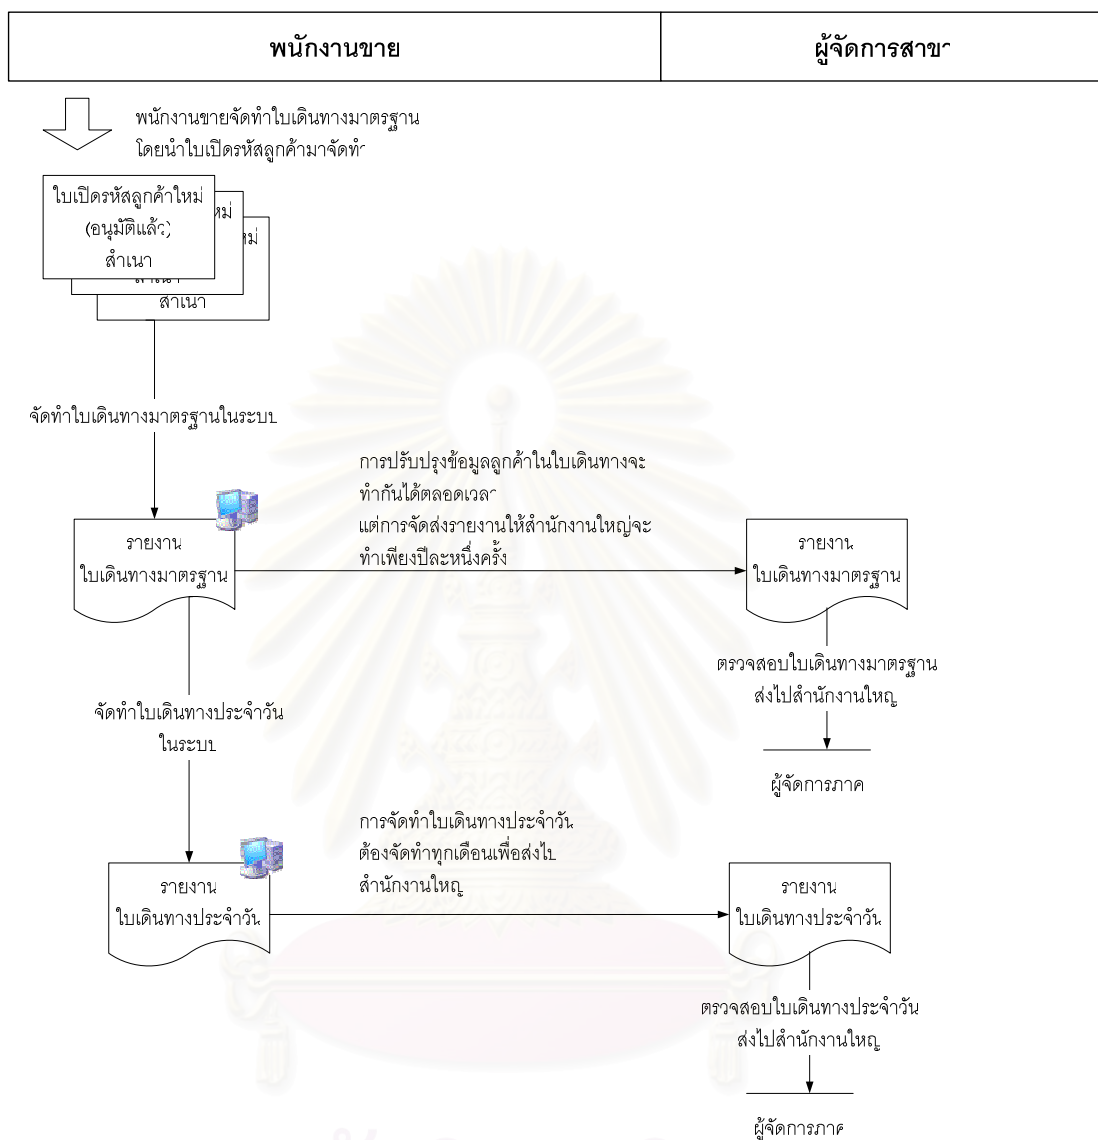 พนักงานขาย
ผู้จัดการสาขา
พนักงานขายจัดทำใบเดินทางมาตรฐาน
โดยนำใบเปิดรหัสลูกค้ามาจัดทำ
ใบเปิดรหัสลูกค้าใหม่
(อนุมัติแล้ว)
สำเนา
ใหม่
สำเนา
ใหม่
สำเนา
จัดทำใบเดินทางมาตรฐานในระบบ
การปรับปรุงข้อมูลลูกค้าในใบเดินทางจะ
ทำกันได้ตลอดเวลา
แต่การจัดส่งรายงานให้สำนักงานใหญ่จะ
ทำเพียงปีละหนึ่งครั้ง
รายงาน
ใบเดินทางมาตรฐาน
รายงาน
ใบเดินทางมาตรฐาน
ตรวจสอบใบเดินทางมาตรฐาน
ส่งไปสำนักงานใหญ่
ผู้จัดการภาค
จัดทำใบเดินทางประจำวัน
ในระบบ
การจัดทำใบเดินทางประจำวัน
ต้องจัดทำทุกเดือนเพื่อส่งไป
สำนักงานใหญ่
รายงาน
ใบเดินทางประจำวัน
รายงาน
ใบเดินทางประจำวัน
ตรวจสอบใบเดินทางประจำวัน
ส่งไปสำนักงานใหญ่
ผู้จัดการภาค